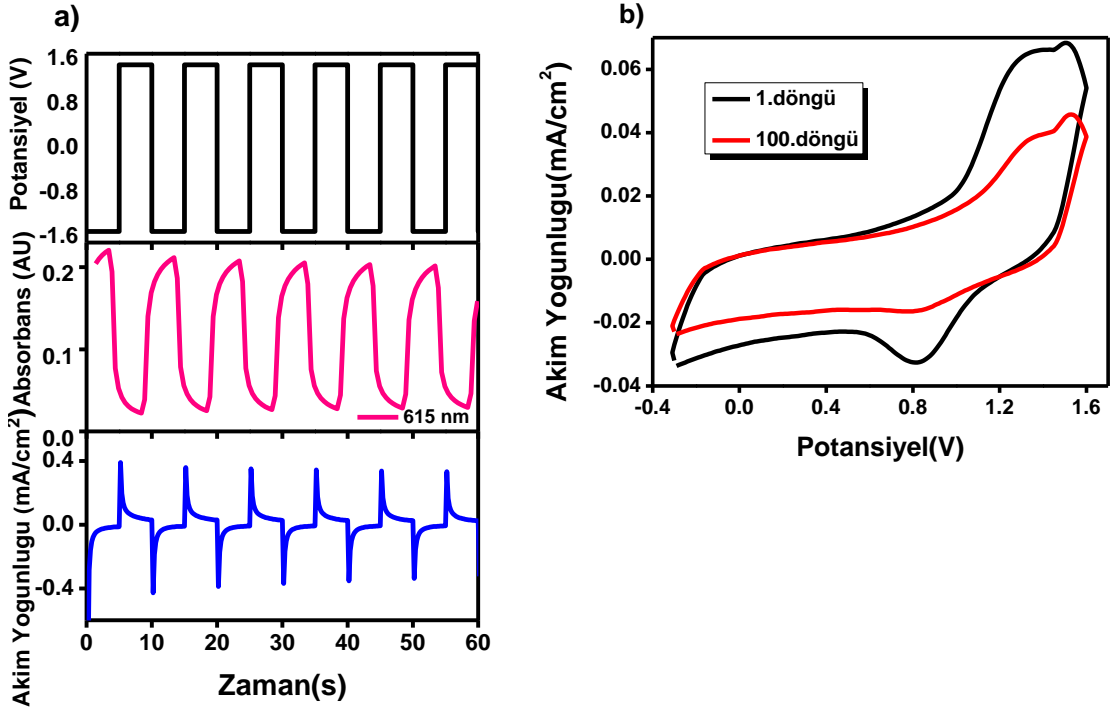 a)
Potansiyel (V)
1.6
0.8
0.0
-0.8
-1.6
Absorbans (AU)
0.2
0.1
0.0
615 nm
Akim Yogunlugu (mA/cm²)
0.4
0.0
-0.4
0 10 20 30 40 50 60
Zaman(s)
b)
Akim Yogunlugu(mA/cm²)
0.06
0.04
0.02
0.00
-0.02
-0.04
1.döngü
100.döngü
-0.4 0.0 0.4 0.8 1.2 1.6
Potansiyel(V)